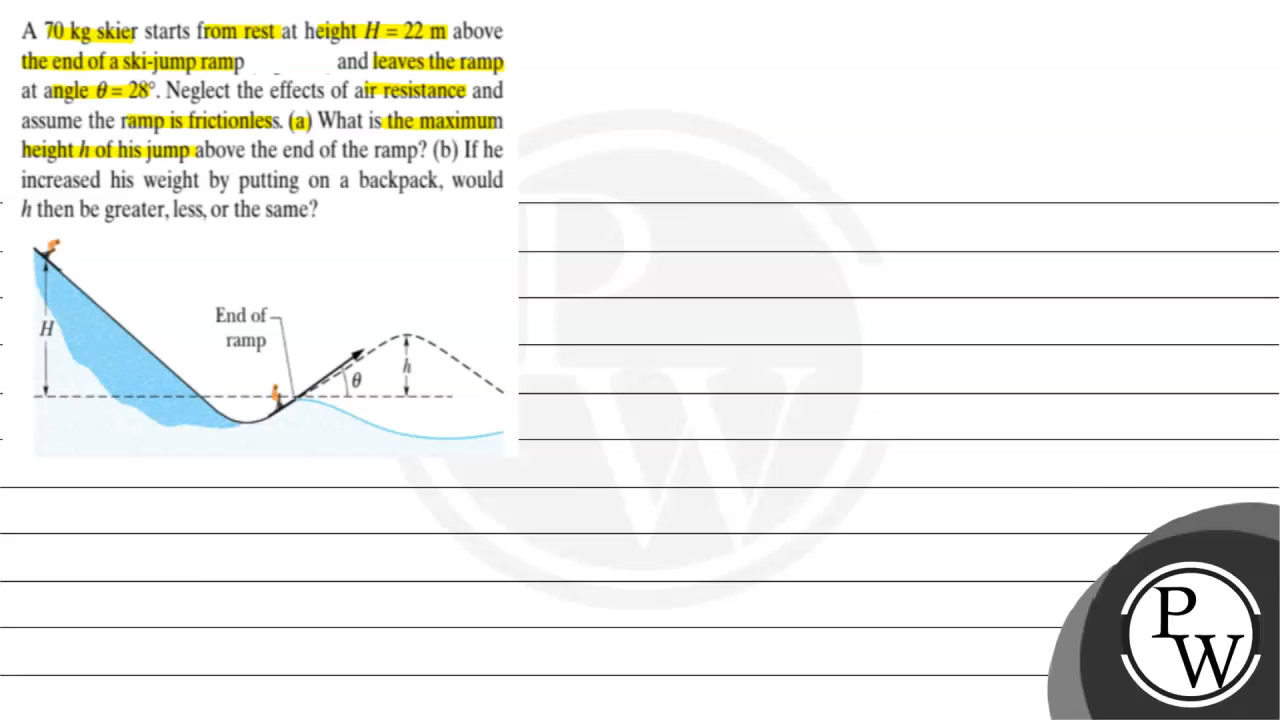 A 70 kg skier starts from rest at height H = 22 m above
the end of a ski-jump ramp and leaves the ramp
at angle θ = 28°. Neglect the effects of air resistance and
assume the ramp is frictionless. (a) What is the maximum
height h of his jump above the end of the ramp? (b) If he
increased his weight by putting on a backpack, would
h then be greater, less, or the same?
End of
ramp
H
θ
h
P
W
P
W